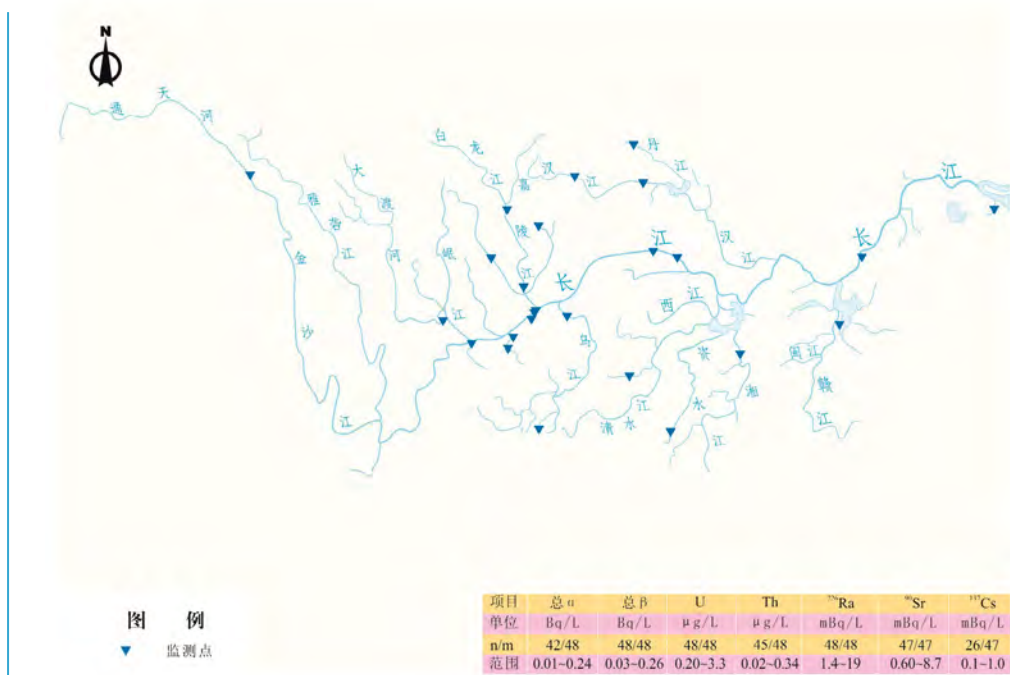 N
通天河
白龙江
丹江
大渡河
嘉陵江
汉江
江
雅砻江
金沙江
岷江
长江
汉江
长
西江
资水
乌江
清水江
湘江
闽江
赣江
图 例
监测点
项目 总α 总β U Th ²²⁶Ra ⁹⁰Sr ¹³⁷Cs
单位 Bq/L Bq/L μg/L μg/L mBq/L mBq/L mBq/L
n/m 42/48 48/48 48/48 45/48 48/48 47/47 26/47
范围 0.01~0.24 0.03~0.26 0.20~3.3 0.02~0.34 1.4~19 0.60~8.7 0.1~1.0